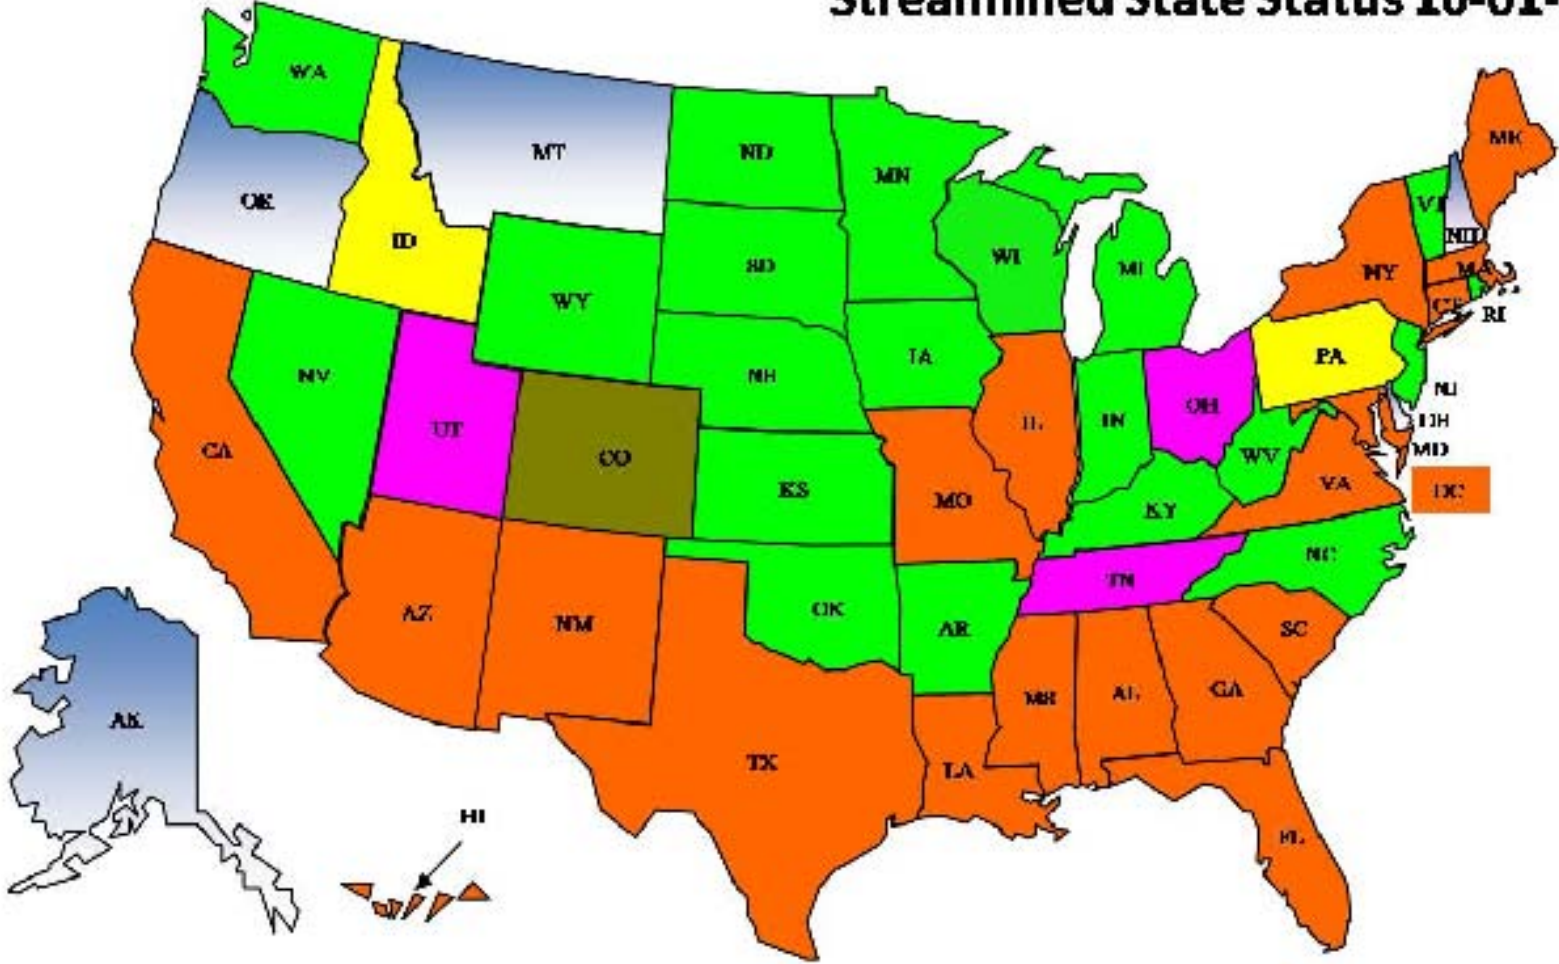 Streamlined State Status 10-01-
WA
MT
ND
MN
ME
OR
ID
VT
NH
WY
SD
WI
MI
NY
MA
CT
RI
NV
NE
IA
PA
NJ
UT
CO
IL
IN
OH
DE
CA
WV
MD
KS
MO
VA
DC
KY
NC
TN
AZ
NM
OK
AR
SC
MS
AL
GA
AK
TX
LA
HI
FL